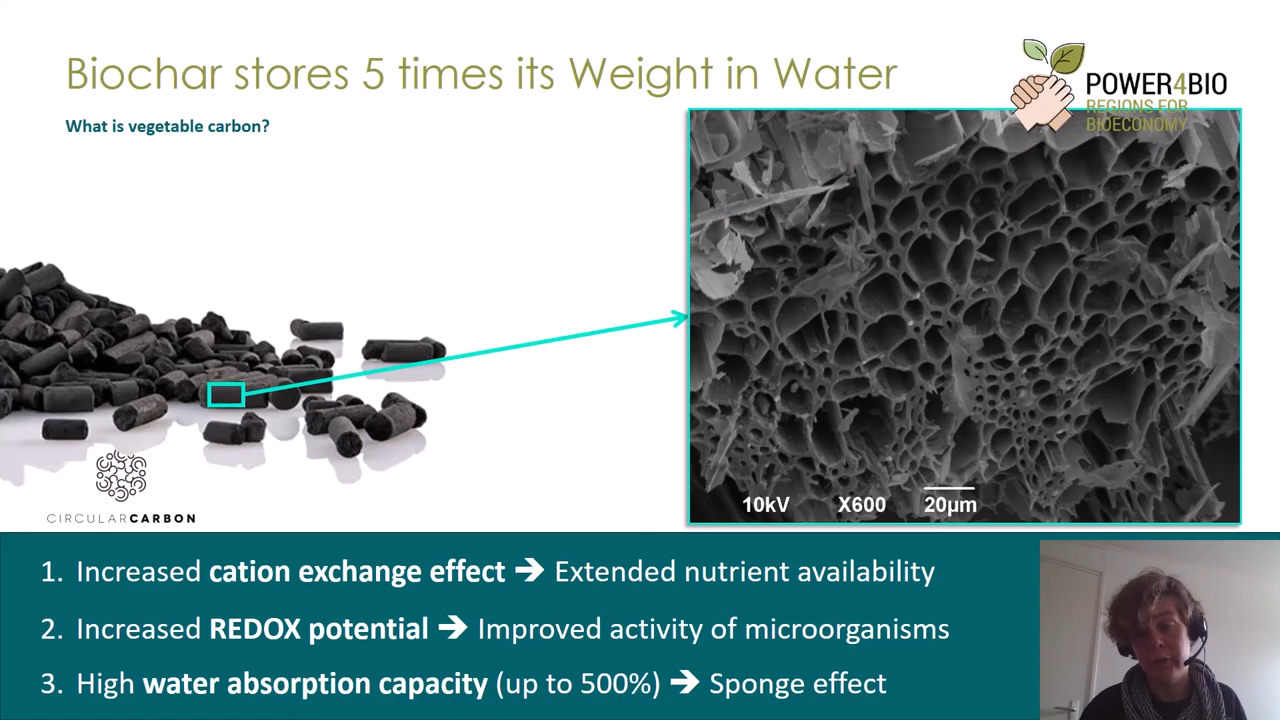 Biochar stores 5 times its Weight in Water
What is vegetable carbon?
POWER4BIO
REGIONS FOR
BIOECONOMY
10kV X600 20μm
CIRCULARCARBON
1. Increased cation exchange effect ➔ Extended nutrient availability
2. Increased REDOX potential ➔ Improved activity of microorganisms
3. High water absorption capacity (up to 500%) ➔ Sponge effect